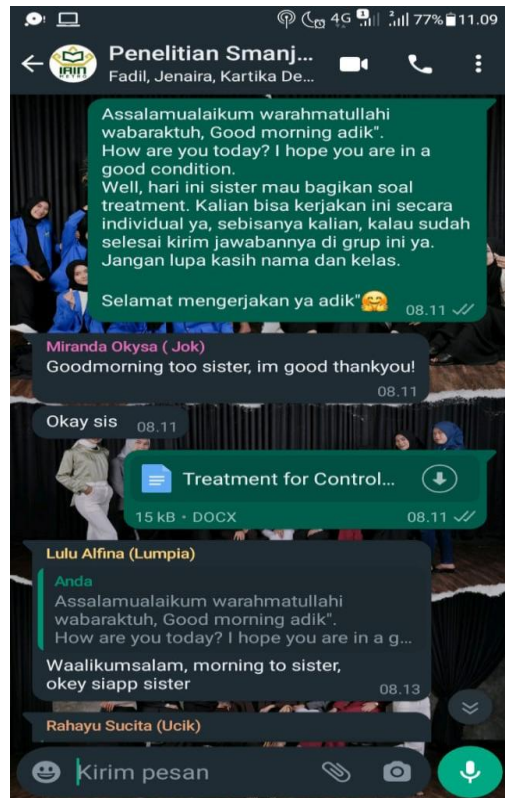 4G 77% 11.09
IAIN
Penelitian Smanj...
Fadil, Jenaira, Kartika De...
Assalamualaikum warahmatullahi
wabaraktuh, Good morning adik".
How are you today? I hope you are in a
good condition.
Well, hari ini sister mau bagikan soal
treatment. Kalian bisa kerjakan ini secara
individual ya, sebisanya kalian, kalau sudah
selesai kirim jawabannya di grup ini ya.
Jangan lupa kasih nama dan kelas.
Selamat mengerjakan ya adik"🤗
08.11
Miranda Okysa ( Jok)
Goodmorning too sister, im good thankyou!
08.11
Okay sis 08.11
Treatment for Control...
15 kB • DOCX 08.11
Lulu Alfina (Lumpia)
Anda
Assalamualaikum warahmatullahi
wabaraktuh, Good morning adik".
How are you today? I hope you are in a g...
Waalikumsalam, morning to sister,
okey siapp sister
08.13
Rahayu Sucita (Ucik)
Kirim pesan